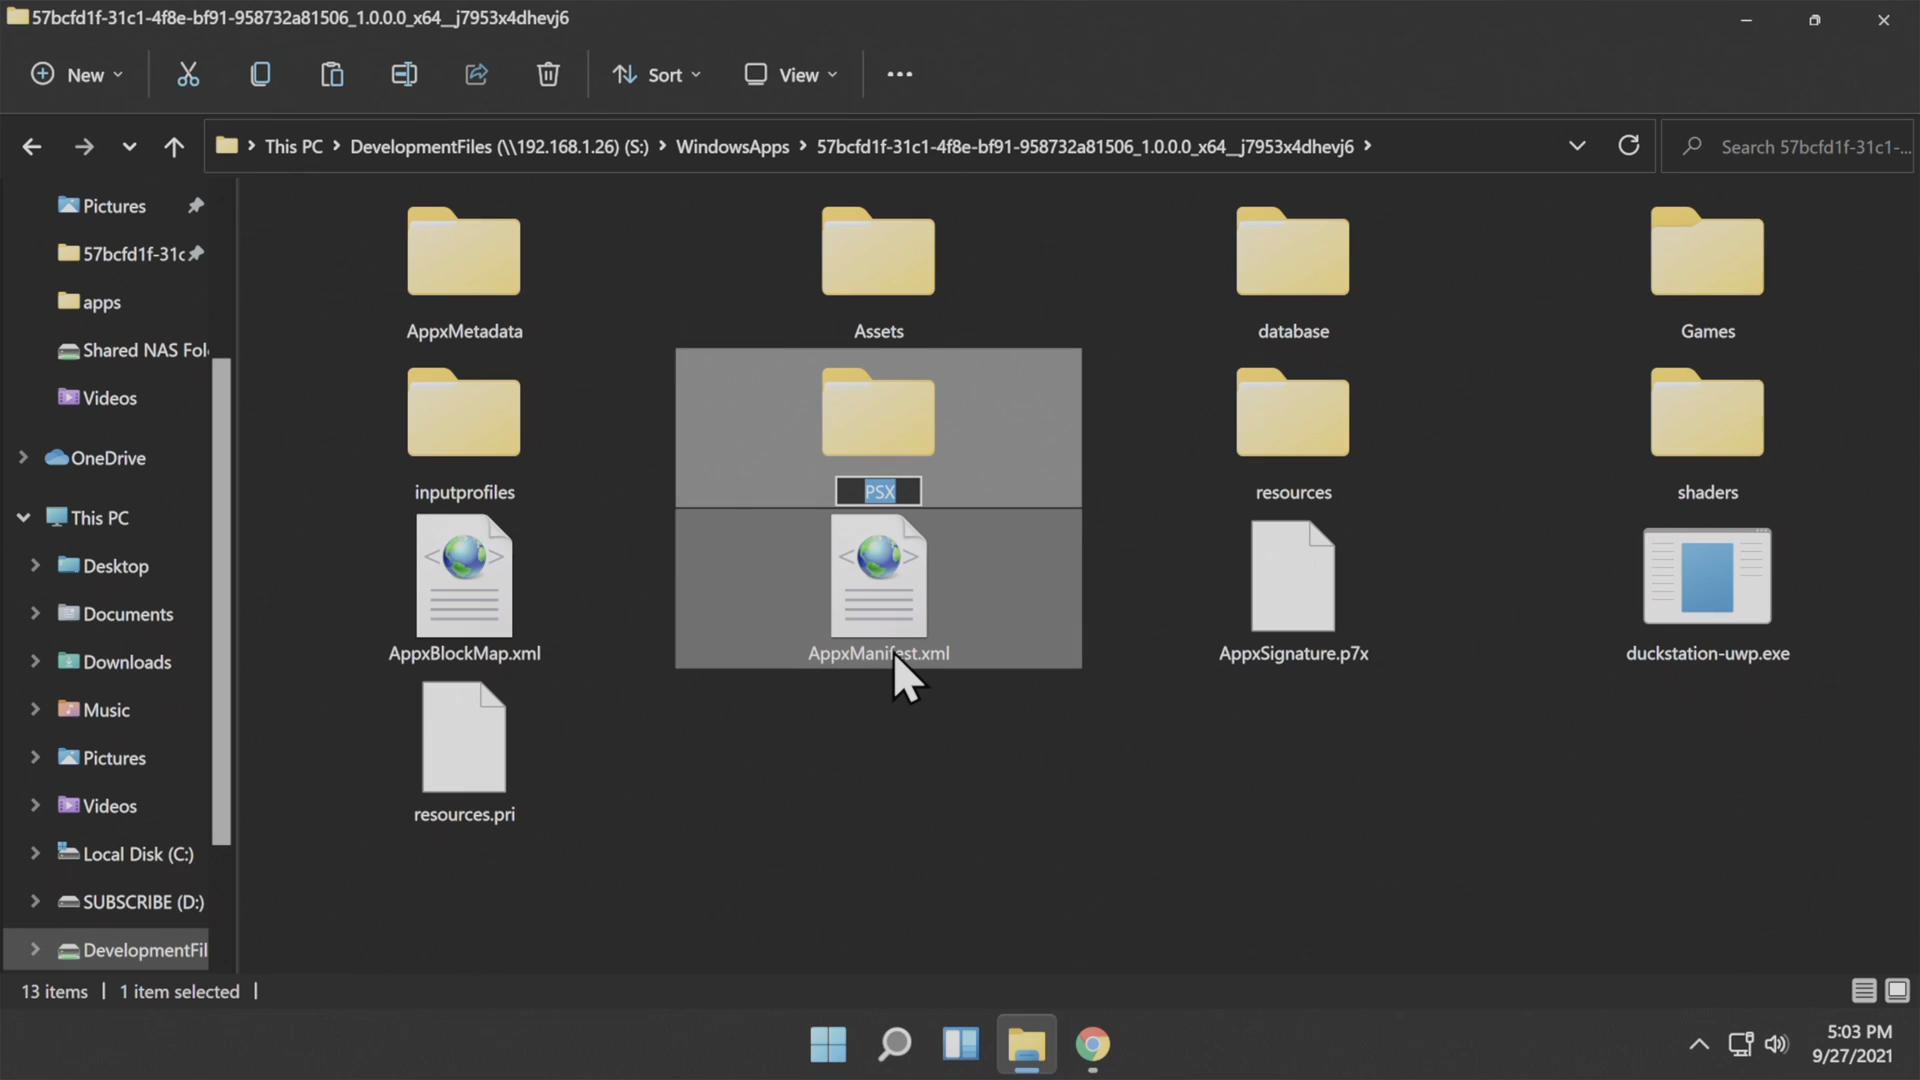 57bcfd1f-31c1-4f8e-bf91-958732a81506_1.0.0.0_x64__j7953x4dhevj6
New
Sort
View
This PC
DevelopmentFiles (\\192.168.1.26) (S:)
WindowsApps
57bcfd1f-31c1-4f8e-bf91-958732a81506_1.0.0.0_x64__j7953x4dhevj6
Search 57bcfd1f-31c1-...
Pictures
57bcfd1f-31c
apps
Shared NAS Fol
Videos
OneDrive
This PC
Desktop
Documents
Downloads
Music
Pictures
Videos
Local Disk (C:)
SUBSCRIBE (D:)
DevelopmentFil
AppxMetadata
Assets
database
Games
inputprofiles
PSX
resources
shaders
AppxBlockMap.xml
AppxManifest.xml
AppxSignature.p7x
duckstation-uwp.exe
resources.pri
13 items
1 item selected
5:03 PM
9/27/2021